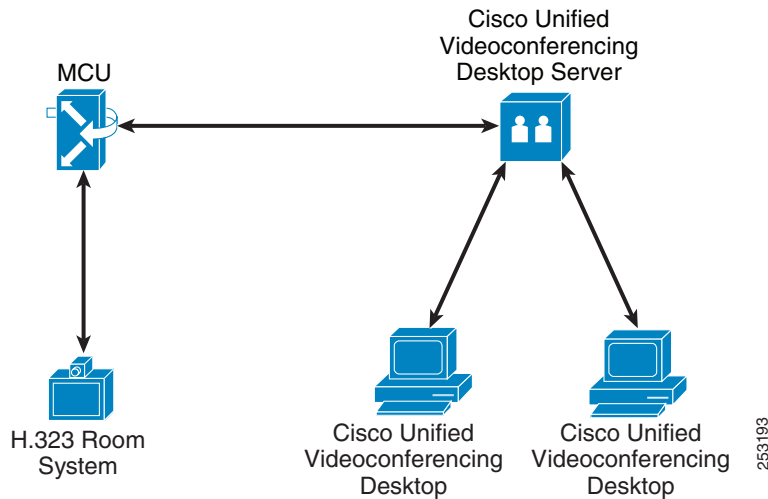 Cisco Unified
Videoconferencing
Desktop Server
MCU
H.323 Room
System
Cisco Unified
Videoconferencing
Desktop
Cisco Unified
Videoconferencing
Desktop
253193